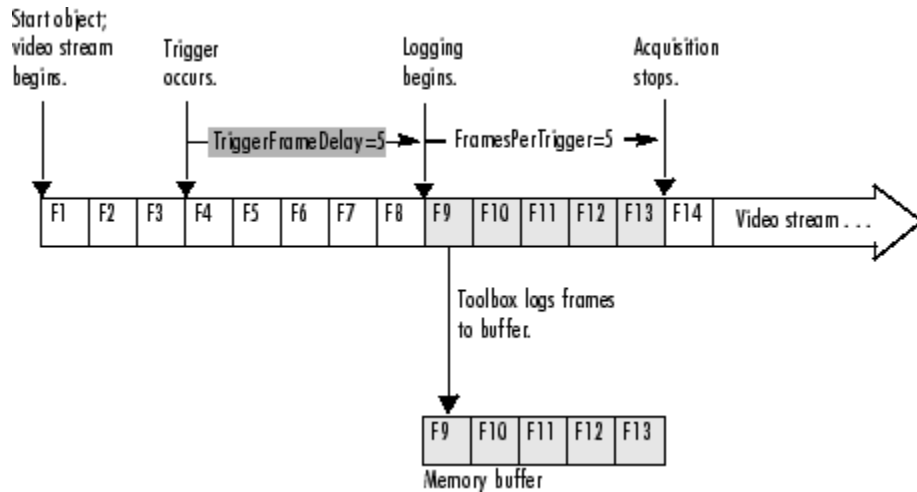 Start object;
video stream
begins.
Trigger
occurs.
Logging
begins.
Acquisition
stops.
TriggerFrameDelay=5
FramesPerTrigger=5
F1 F2 F3 F4 F5 F6 F7 F8 F9 F10 F11 F12 F13 F14 Video stream . . .
Toolbox logs frames
to buffer.
F9 F10 F11 F12 F13
Memory buffer